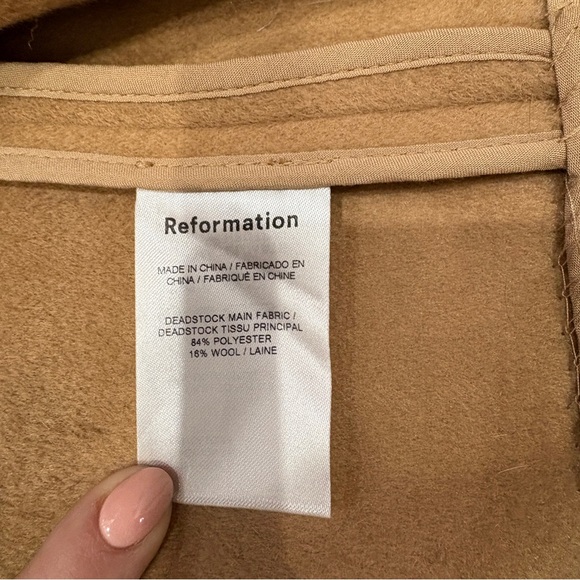 Reformation
MADE IN CHINA / FABRICADO EN
CHINA / FABRIQUÉ EN CHINE
DEADSTOCK MAIN FABRIC /
DEADSTOCK TISSU PRINCIPAL
84% POLYESTER
16% WOOL / LAINE